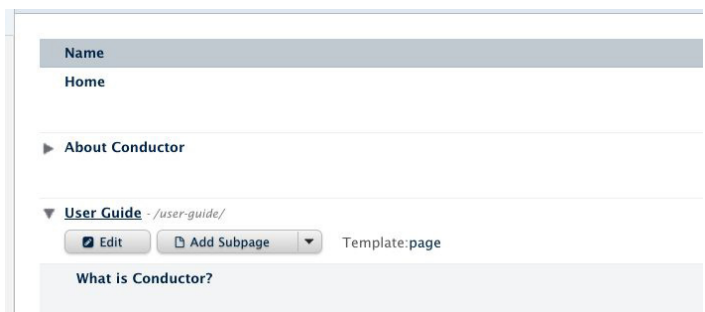 Name
Home
About Conductor
User Guide - /user-guide/
Edit Add Subpage Template:page
What is Conductor?